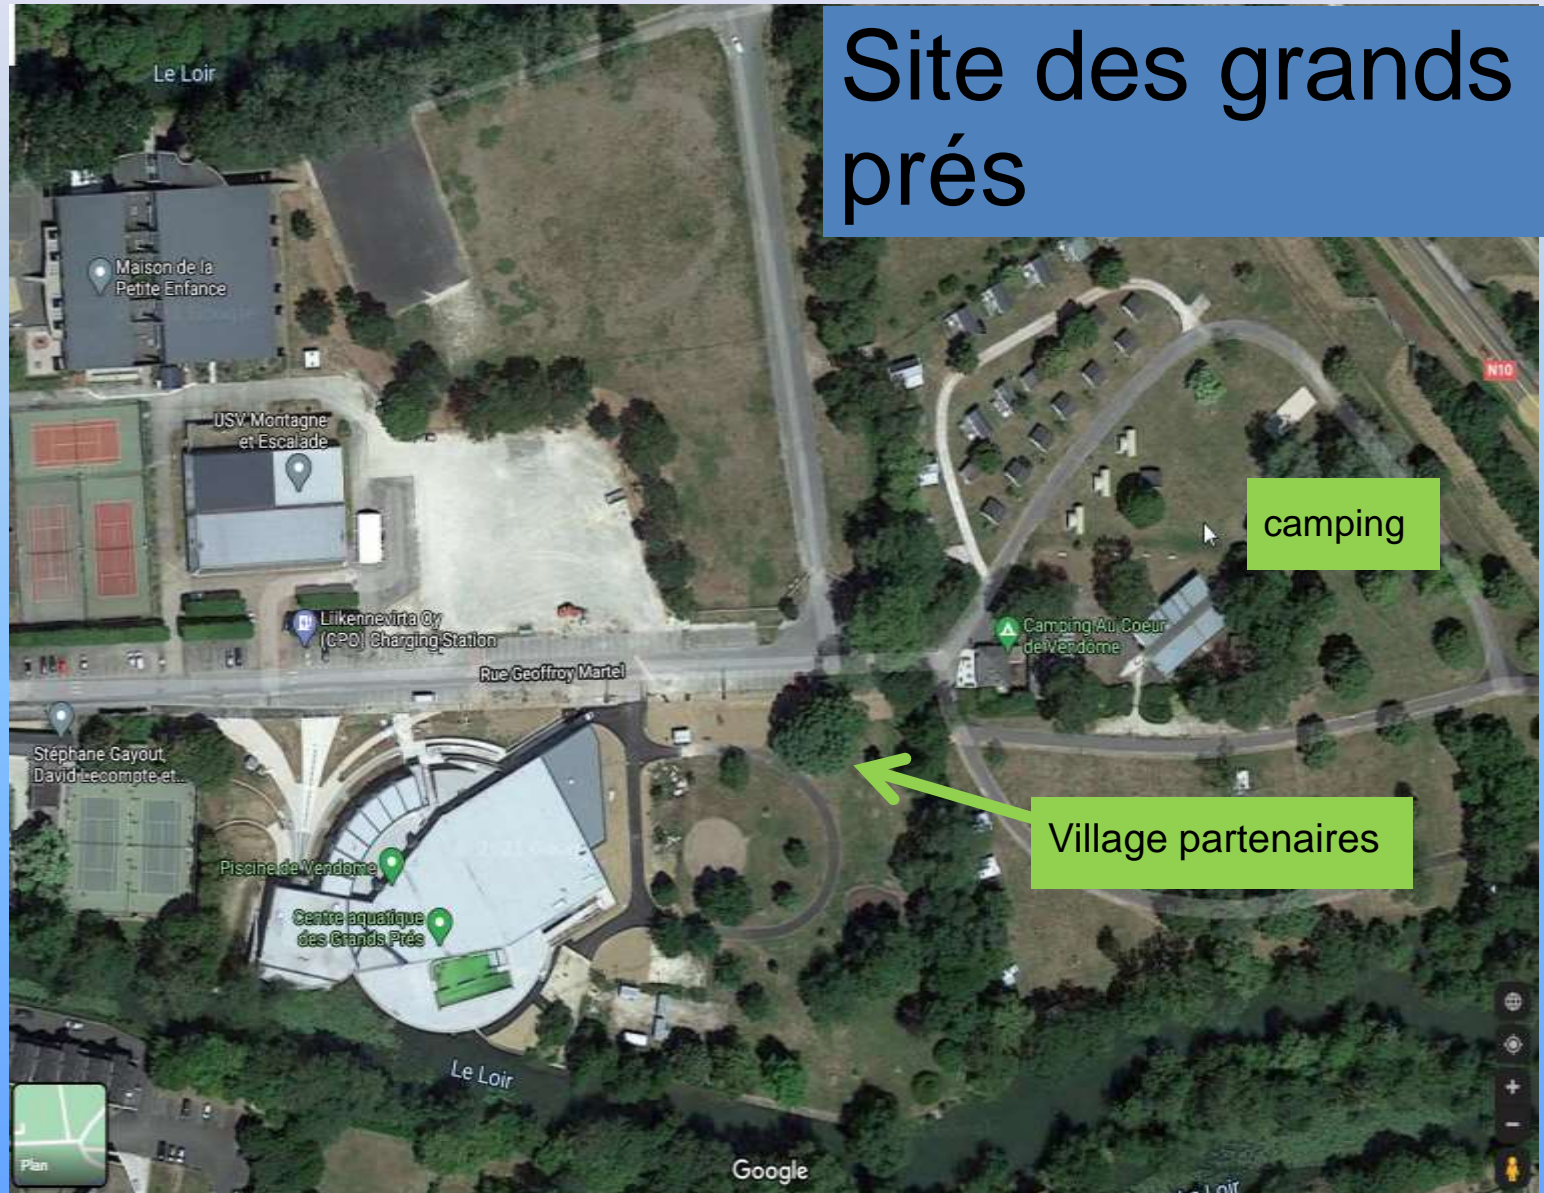 Site des grands
prés
Le Loir
Maison de la
Petite Enfance
N10
USV Montagne
et Escalade
camping
Liikennevirta Oy
(CPO) Charging Station
Camping Au Coeur
de Vendôme
Rue Geoffroy Martel
Stéphane Gayout,
David Lecompte et...
Village partenaires
Piscine de Vendôme
Centre aquatique
des Grands Prés
Le Loir
Plan
Google
Le Loir